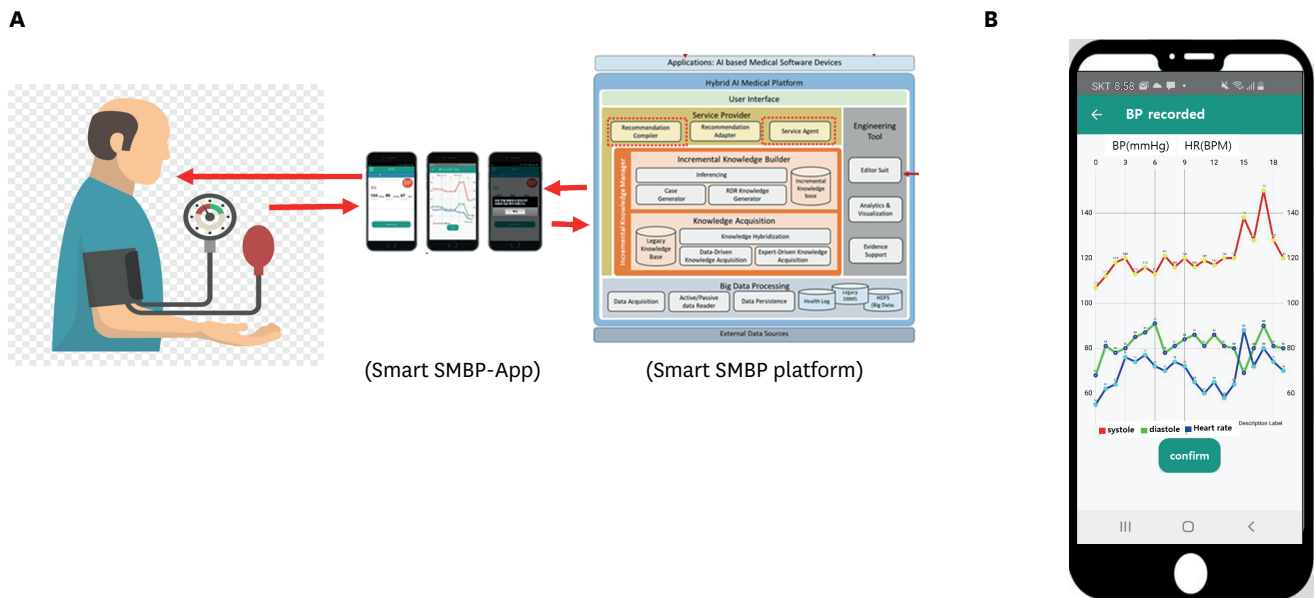 A
B
Applications: AI based Medical Software Devices
Hybrid AI Medical Platform
User Interface
Service Provider
Recommendation
Compiler
Recommendation
Adapter
Service Agent
Engineering
Tool
Incremental Knowledge Manager
Incremental Knowledge Builder
Inferencing
Case
Generator
RDR Knowledge
Generator
Incremental
Knowledge
base
Editor Suit
Analytics &
Visualization
Evidence
Support
Knowledge Acquisition
Legacy
Knowledge
Base
Knowledge Hybridization
Data-Driven
Knowledge Acquisition
Expert-Driven Knowledge
Acquisition
Big Data Processing
Data Acquisition
Active/Passive
data Reader
Data Persistence
Health Log
Legacy
DBMS
HDFS
(Big Data:
External Data Sources
(Smart SMBP-App)
(Smart SMBP platform)
SKT 8:58
BP recorded
BP(mmHg) HR(BPM)
0 3 6 9 12 15 18
140 140
120 120
100 100
80 80
60 60
Description Label
systole diastole Heart rate
confirm